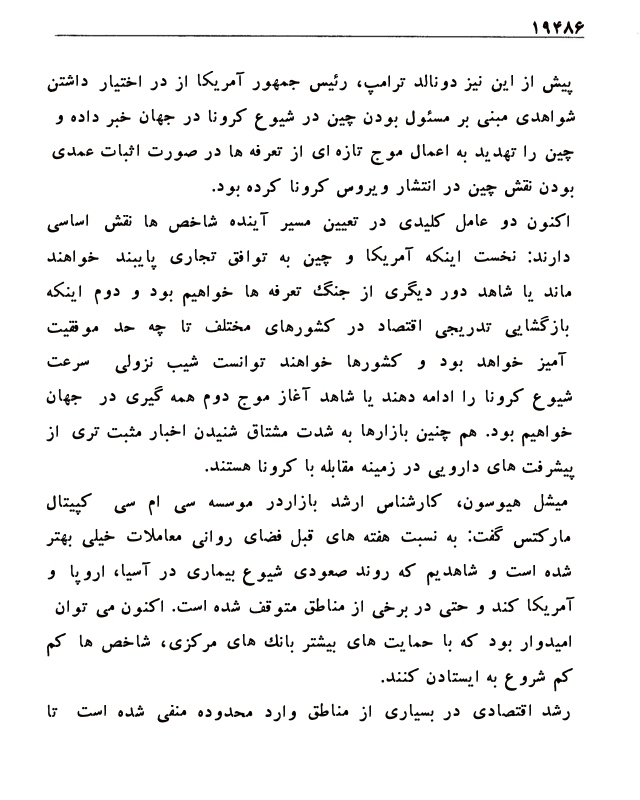 ۱۹۴۸۶
پیش از این نیز دونالد ترامپ، رئیس جمهور آمریکا از در اختیار داشتن
شواهدی مبنی بر مسئول بودن چین در شیوع کرونا در جهان خبر داده و
چین را تهدید به اعمال موج تازه ای از تعرفه ها در صورت اثبات عمدی
بودن نقش چین در انتشار ویروس کرونا کرده بود.
اکنون دو عامل کلیدی در تعیین مسیر آینده شاخص ها نقش اساسی
دارند: نخست اینکه آمریکا و چین به توافق تجاری پایبند خواهند
ماند یا شاهد دور دیگری از جنگ تعرفه ها خواهیم بود و دوم اینکه
بازگشایی تدریجی اقتصاد در کشورهای مختلف تا چه حد موفقیت
آمیز خواهد بود و کشورها خواهند توانست شیب نزولی سرعت
شیوع کرونا را ادامه دهند یا شاهد آغاز موج دوم همه گیری در جهان
خواهیم بود. هم چنین بازارها به شدت مشتاق شنیدن اخبار مثبت تری از
پیشرفت های دارویی در زمینه مقابله با کرونا هستند.
میشل هیوسون، کارشناس ارشد بازاردر موسسه سی ام سی کپیتال
مارکتس گفت: به نسبت هفته های قبل فضای روانی معاملات خیلی بهتر
شده است و شاهدیم که روند صعودی شیوع بیماری در آسیا، اروپا و
آمریکا کند و حتی در برخی از مناطق متوقف شده است. اکنون می توان
امیدوار بود که با حمایت های بیشتر بانک های مرکزی، شاخص ها کم
کم شروع به ایستادن کنند.
رشد اقتصادی در بسیاری از مناطق وارد محدوده منفی شده است تا